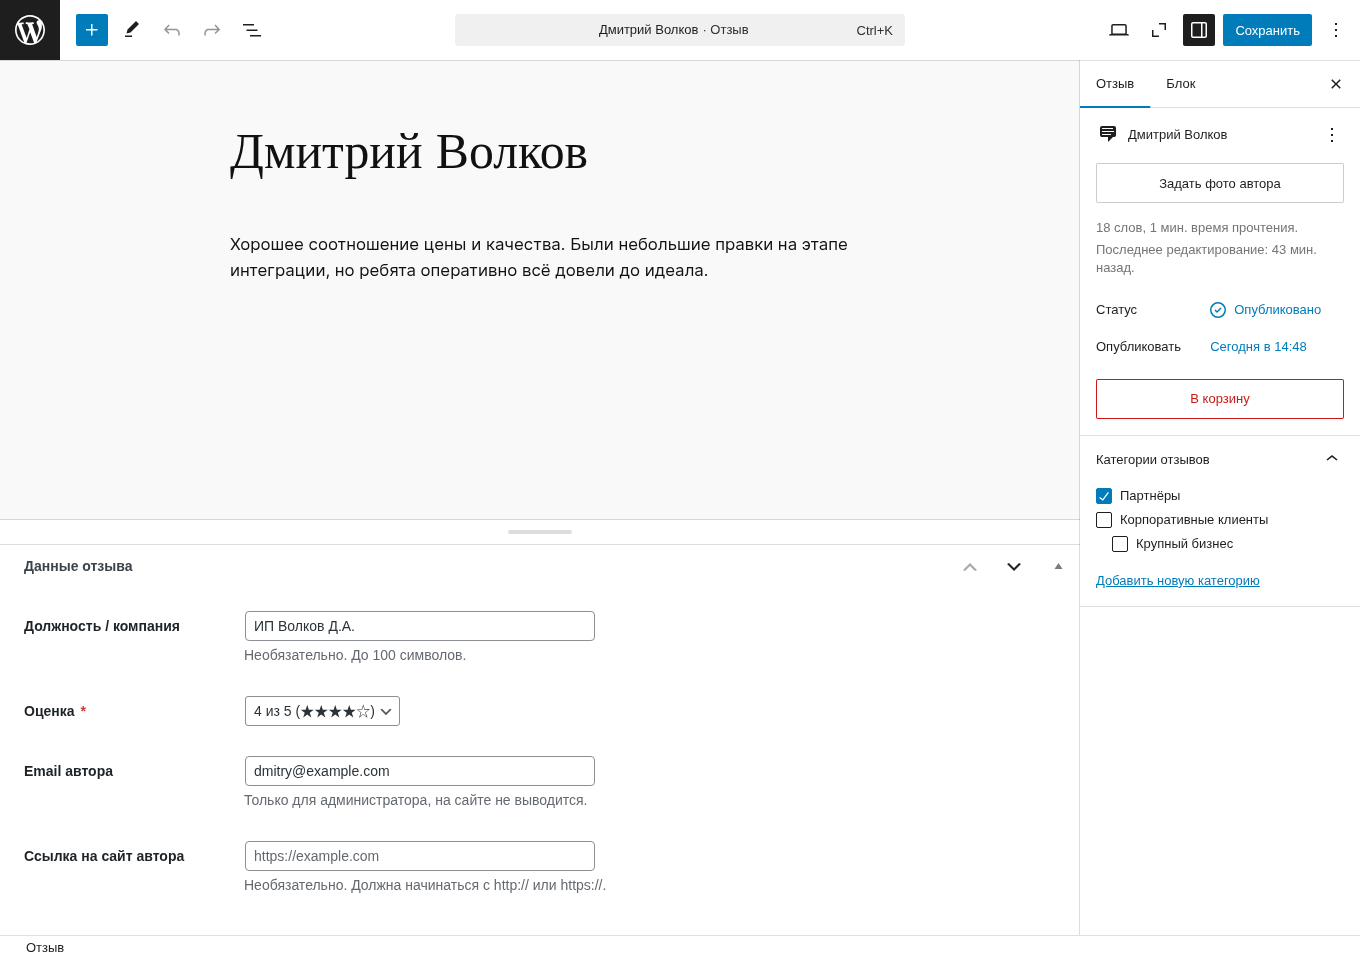 Дмитрий Волков · Отзыв
Ctrl+K
Сохранить
Дмитрий Волков
Хорошее соотношение цены и качества. Были небольшие правки на этапе
интеграции, но ребята оперативно всё довели до идеала.
Отзыв
Блок
Дмитрий Волков
Задать фото автора
18 слов, 1 мин. время прочтения.
Последнее редактирование: 43 мин.
назад.
Статус
Опубликовано
Опубликовать
Сегодня в 14:48
В корзину
Категории отзывов
Партнёры
Корпоративные клиенты
Крупный бизнес
Добавить новую категорию
Данные отзыва
Должность / компания
ИП Волков Д.А.
Необязательно. До 100 символов.
Оценка *
4 из 5 (★★★★☆)
Email автора
dmitry@example.com
Только для администратора, на сайте не выводится.
Ссылка на сайт автора
https://example.com
Необязательно. Должна начинаться с http:// или https://.
Отзыв